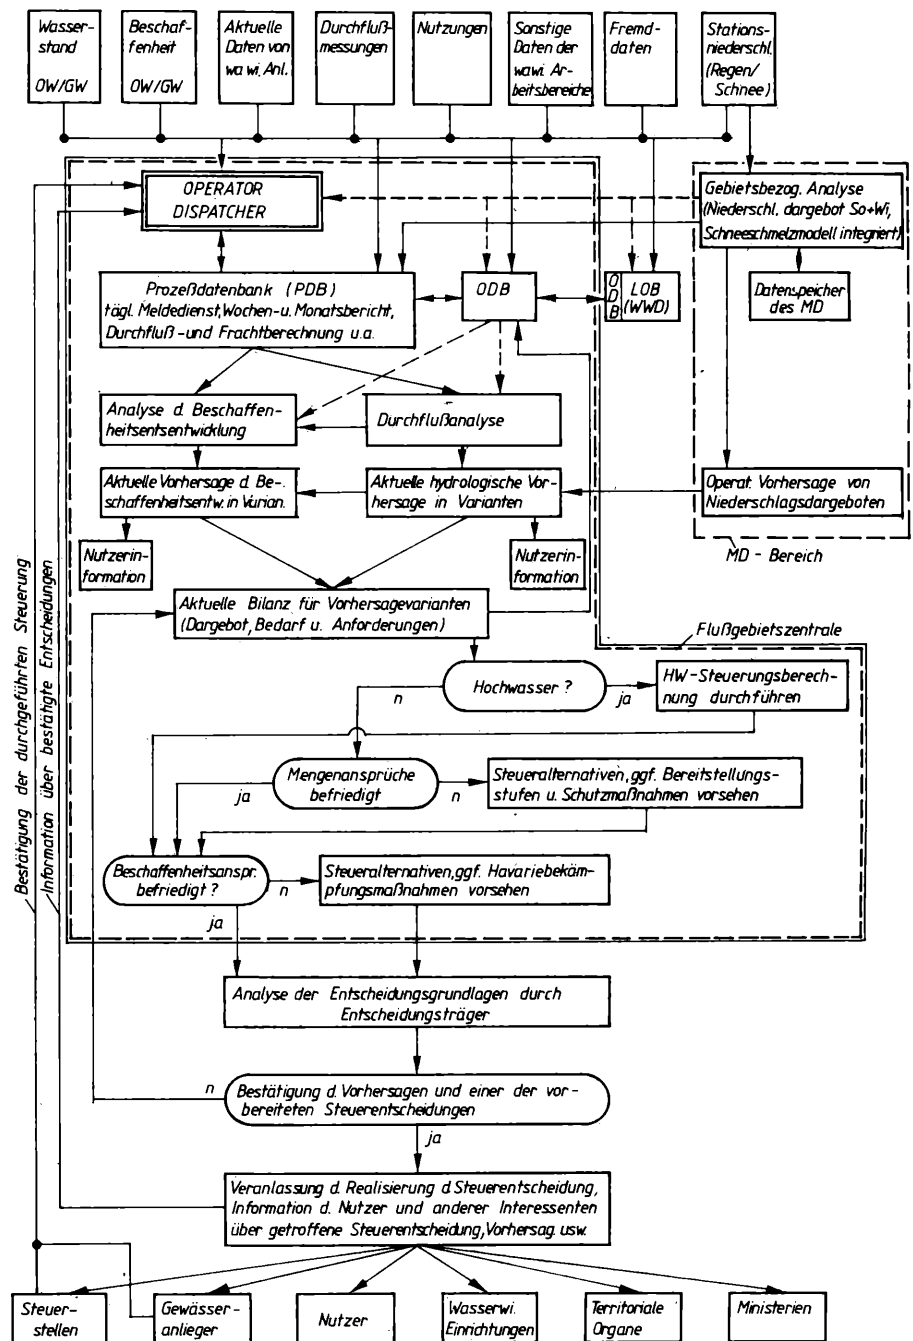 Wasser-
stand
OW/GW
Beschaf-
fenheit
OW/GW
Aktuelle
Daten von
wa wi. Anl.
Durchfluß-
messungen
Nutzungen
Sonstige
Daten der
wawi. Ar-
beitsbereiche
Fremd-
daten
Stations-
niederschl.
(Regen/
Schnee)
OPERATOR
DISPATCHER
Gebietsbezog. Analyse
(Niederschl. dargebot So+Wi,
Schneeschmelzmodell integriert)
Prozeßdatenbank (PDB)
tägl. Meldedienst, Wochen-u. Monatsbericht,
Durchfluß-und Frachtberechnung u.a.
ODB
ODB
LOB
(WWD)
Datenspeicher
des MD
Analyse d. Beschaffen-
heitsentsentwicklung
Durchflußanalyse
Aktuelle Vorhersage d. Be-
schaffenheitsentw. in Varian.
Aktuelle hydrologische Vor-
hersage in Varianten
Operat. Vorhersage von
Niederschlagsdargeboten
Nutzerin-
formation
Nutzerin-
formation
MD - Bereich
Aktuelle Bilanz für Vorhersagevarianten
(Dargebot, Bedarf u. Anforderungen)
Flußgebietszentrale
Hochwasser ?
n
ja
HW-Steuerungsberech-
nung durchführen
Mengenansprüche
befriedigt
ja
n
Steueralternativen, ggf. Bereitstellungs-
stufen u. Schutzmaßnahmen vorsehen
Beschaffenheitsanspr.
befriedigt ?
n
ja
Steueralternativen, ggf. Havariebekäm-
pfungsmaßnahmen vorsehen
Bestätigung der durchgeführten Steuerung
Information über bestätigte Entscheidungen
Analyse der Entscheidungsgrundlagen durch
Entscheidungsträger
n
Bestätigung d. Vorhersagen und einer der vor-
bereiteten Steuerentscheidungen
ja
Veranlassung d. Realisierung d. Steuerentscheidung,
Information d. Nutzer und anderer Interessenten
über getroffene Steuerentscheidung, Vorhersag. usw.
Steuer-
stellen
Gewässer-
anlieger
Nutzer
Wasserwi.
Einrichtungen
Territoriale
Organe
Ministerien